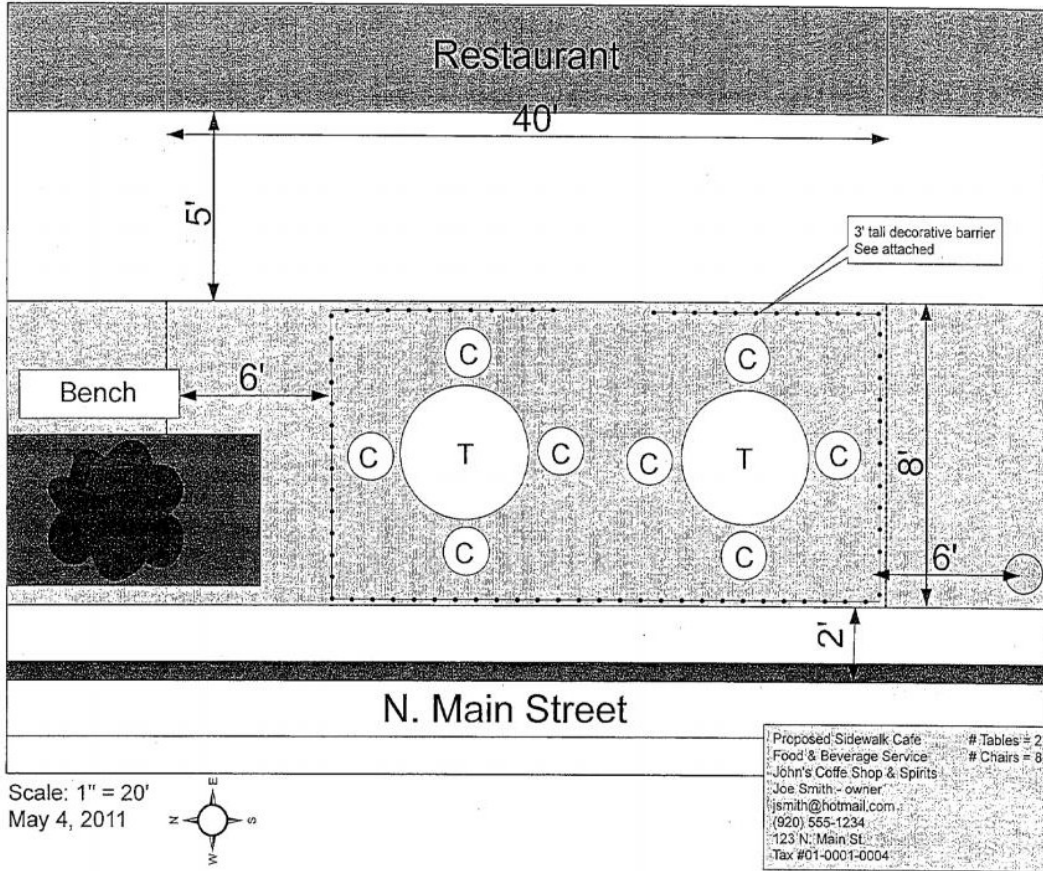 Restaurant
40'
5'
3' tall decorative barrier
See attached
C
C
Bench
6'
C
T
C
C
T
C
8'
C
C
6'
2'
N. Main Street
Scale: 1" = 20'
May 4, 2011
E
N
S
W
Proposed Sidewalk Cafe # Tables = 2
Food & Beverage Service # Chairs = 8
John's Coffe Shop & Spirits
Joe Smith - owner
jsmith@hotmail.com
(920) 555-1234
123 N. Main St.
Tax #01-0001-0004